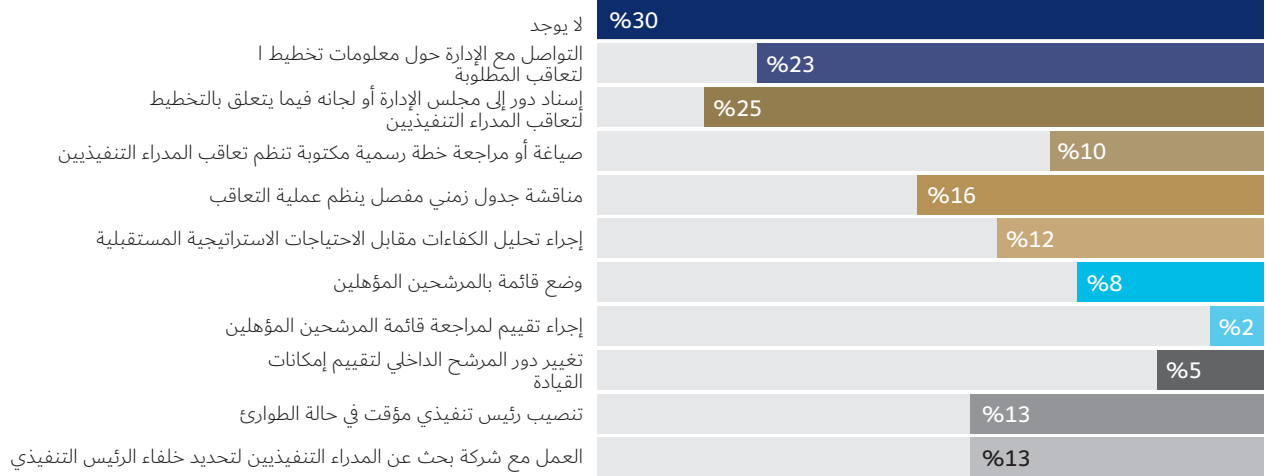 لا يوجد
%30
التواصل مع الإدارة حول معلومات تخطيط ا
لتعاقب المطلوبة
%23
إسناد دور إلى مجلس الإدارة أو لجانه فيما يتعلق بالتخطيط
لتعاقب المدراء التنفيذيين
%25
صياغة أو مراجعة خطة رسمية مكتوبة تنظم تعاقب المدراء التنفيذيين
%10
مناقشة جدول زمني مفصل ينظم عملية التعاقب
%16
إجراء تحليل الكفاءات مقابل الاحتياجات الاستراتيجية المستقبلية
%12
وضع قائمة بالمرشحين المؤهلين
%8
إجراء تقييم لمراجعة قائمة المرشحين المؤهلين
%2
تغيير دور المرشح الداخلي لتقييم إمكانات
القيادة
%5
تنصيب رئيس تنفيذي مؤقت في حالة الطوارئ
%13
العمل مع شركة بحث عن المدراء التنفيذيين لتحديد خلفاء الرئيس التنفيذي
%13